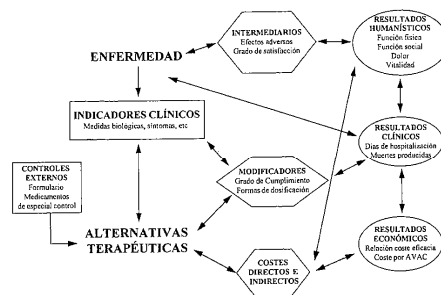 INTERMEDIARIOS
Efectos adversos
Grado de satisfacción
RESULTADOS
HUMANÍSTICOS
Función física
Función social
Dolor
Vitalidad
ENFERMEDAD
INDICADORES CLÍNICOS
Medidas biológicas, síntomas, etc
RESULTADOS
CLÍNICOS
Dias de hospitalización
Muertes producidas
CONTROLES
EXTERNOS
Formulario
Medicamentos
de especial control
MODIFICADORES
Grado de Cumplimiento
Formas de dosificación
ALTERNATIVAS
TERAPÉUTICAS
RESULTADOS
ECONÓMICOS
Relación coste eficacia
Coste por AVAC
COSTES
DIRECTOS E
INDIRECTOS